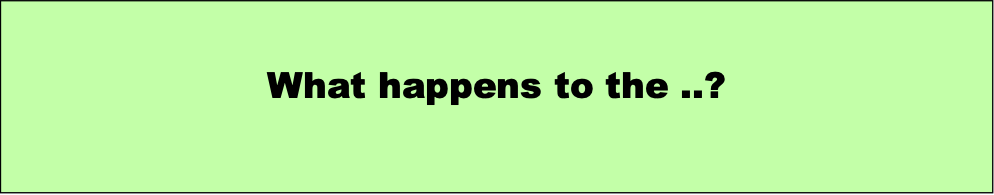 What happens to the ..?